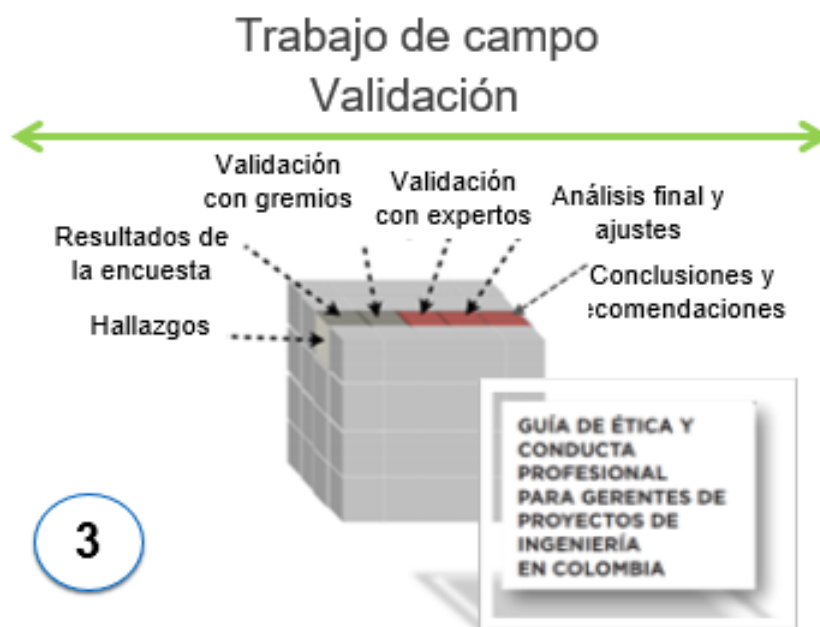 Trabajo de campo
Validación
Validación
con gremios
Validación
con expertos
Análisis final y
ajustes
Resultados de
la encuesta
Conclusiones y
ecomendaciones
Hallazgos
GUÍA DE ÉTICA Y
CONDUCTA
PROFESIONAL
PARA GERENTES DE
PROYECTOS DE
INGENIERÍA
EN COLOMBIA
3